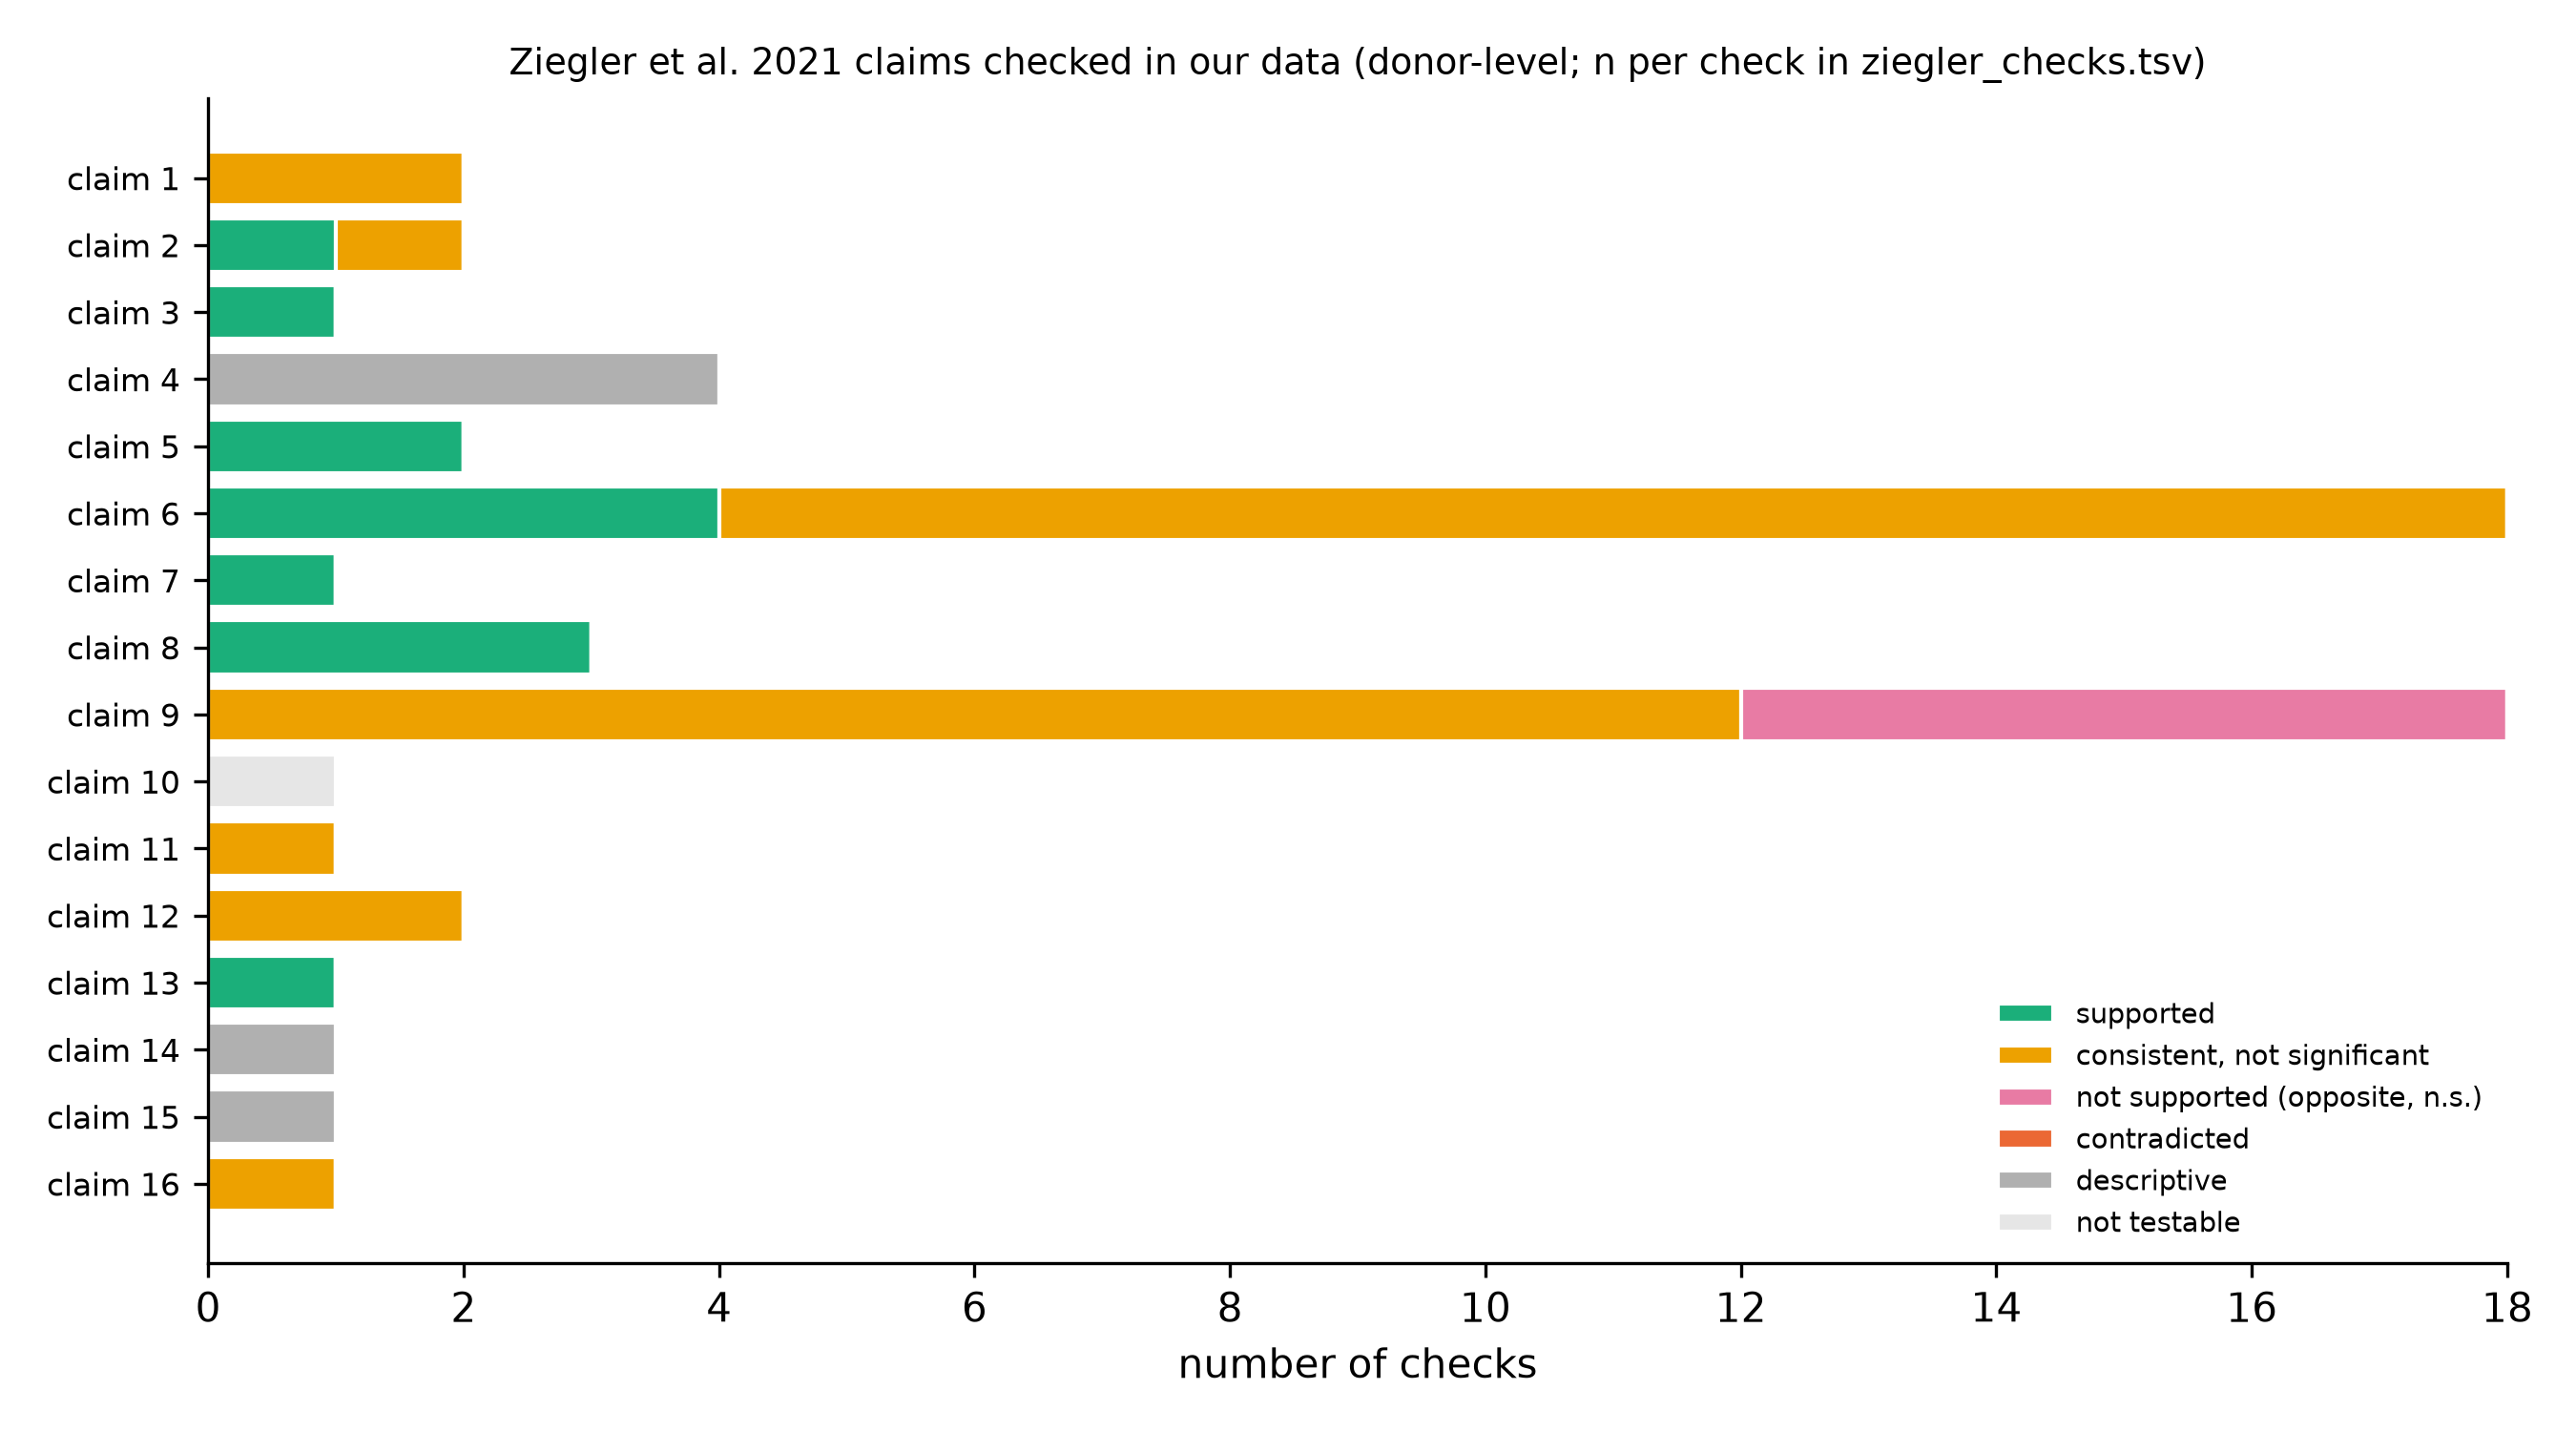 Ziegler et al. 2021 claims checked in our data (donor-level; n per check in ziegler_checks.tsv)
claim 1
claim 2
claim 3
claim 4
claim 5
claim 6
claim 7
claim 8
claim 9
claim 10
claim 11
claim 12
claim 13
claim 14
claim 15
claim 16
supported
consistent, not significant
not supported (opposite, n.s.)
contradicted
descriptive
not testable
0 2 4 6 8 10 12 14 16 18
number of checks